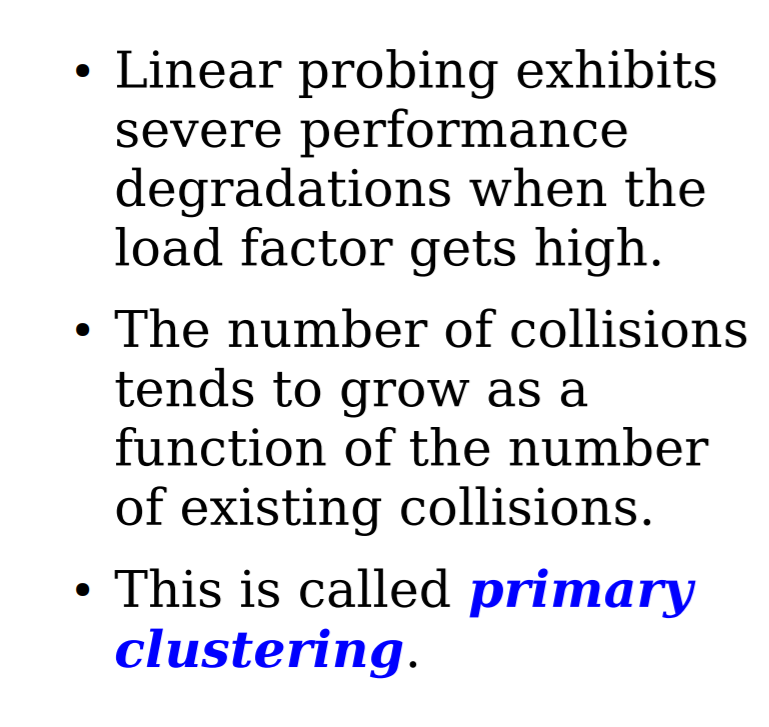 • Linear probing exhibits
severe performance
degradations when the
load factor gets high.
• The number of collisions
tends to grow as a
function of the number
of existing collisions.
• This is called primary
clustering.